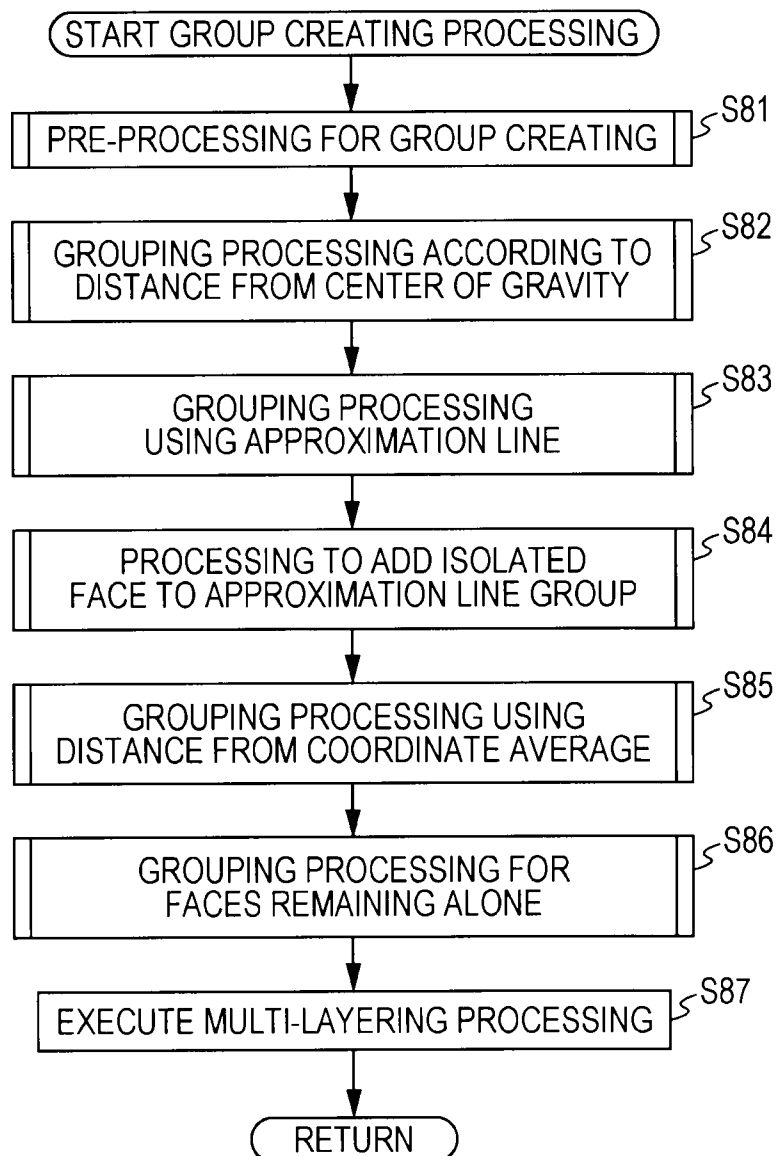 START GROUP CREATING PROCESSING
S81
PRE-PROCESSING FOR GROUP CREATING
S82
GROUPING PROCESSING ACCORDING TO
DISTANCE FROM CENTER OF GRAVITY
S83
GROUPING PROCESSING
USING APPROXIMATION LINE
S84
PROCESSING TO ADD ISOLATED
FACE TO APPROXIMATION LINE GROUP
S85
GROUPING PROCESSING USING
DISTANCE FROM COORDINATE AVERAGE
S86
GROUPING PROCESSING FOR
FACES REMAINING ALONE
S87
EXECUTE MULTI-LAYERING PROCESSING
RETURN